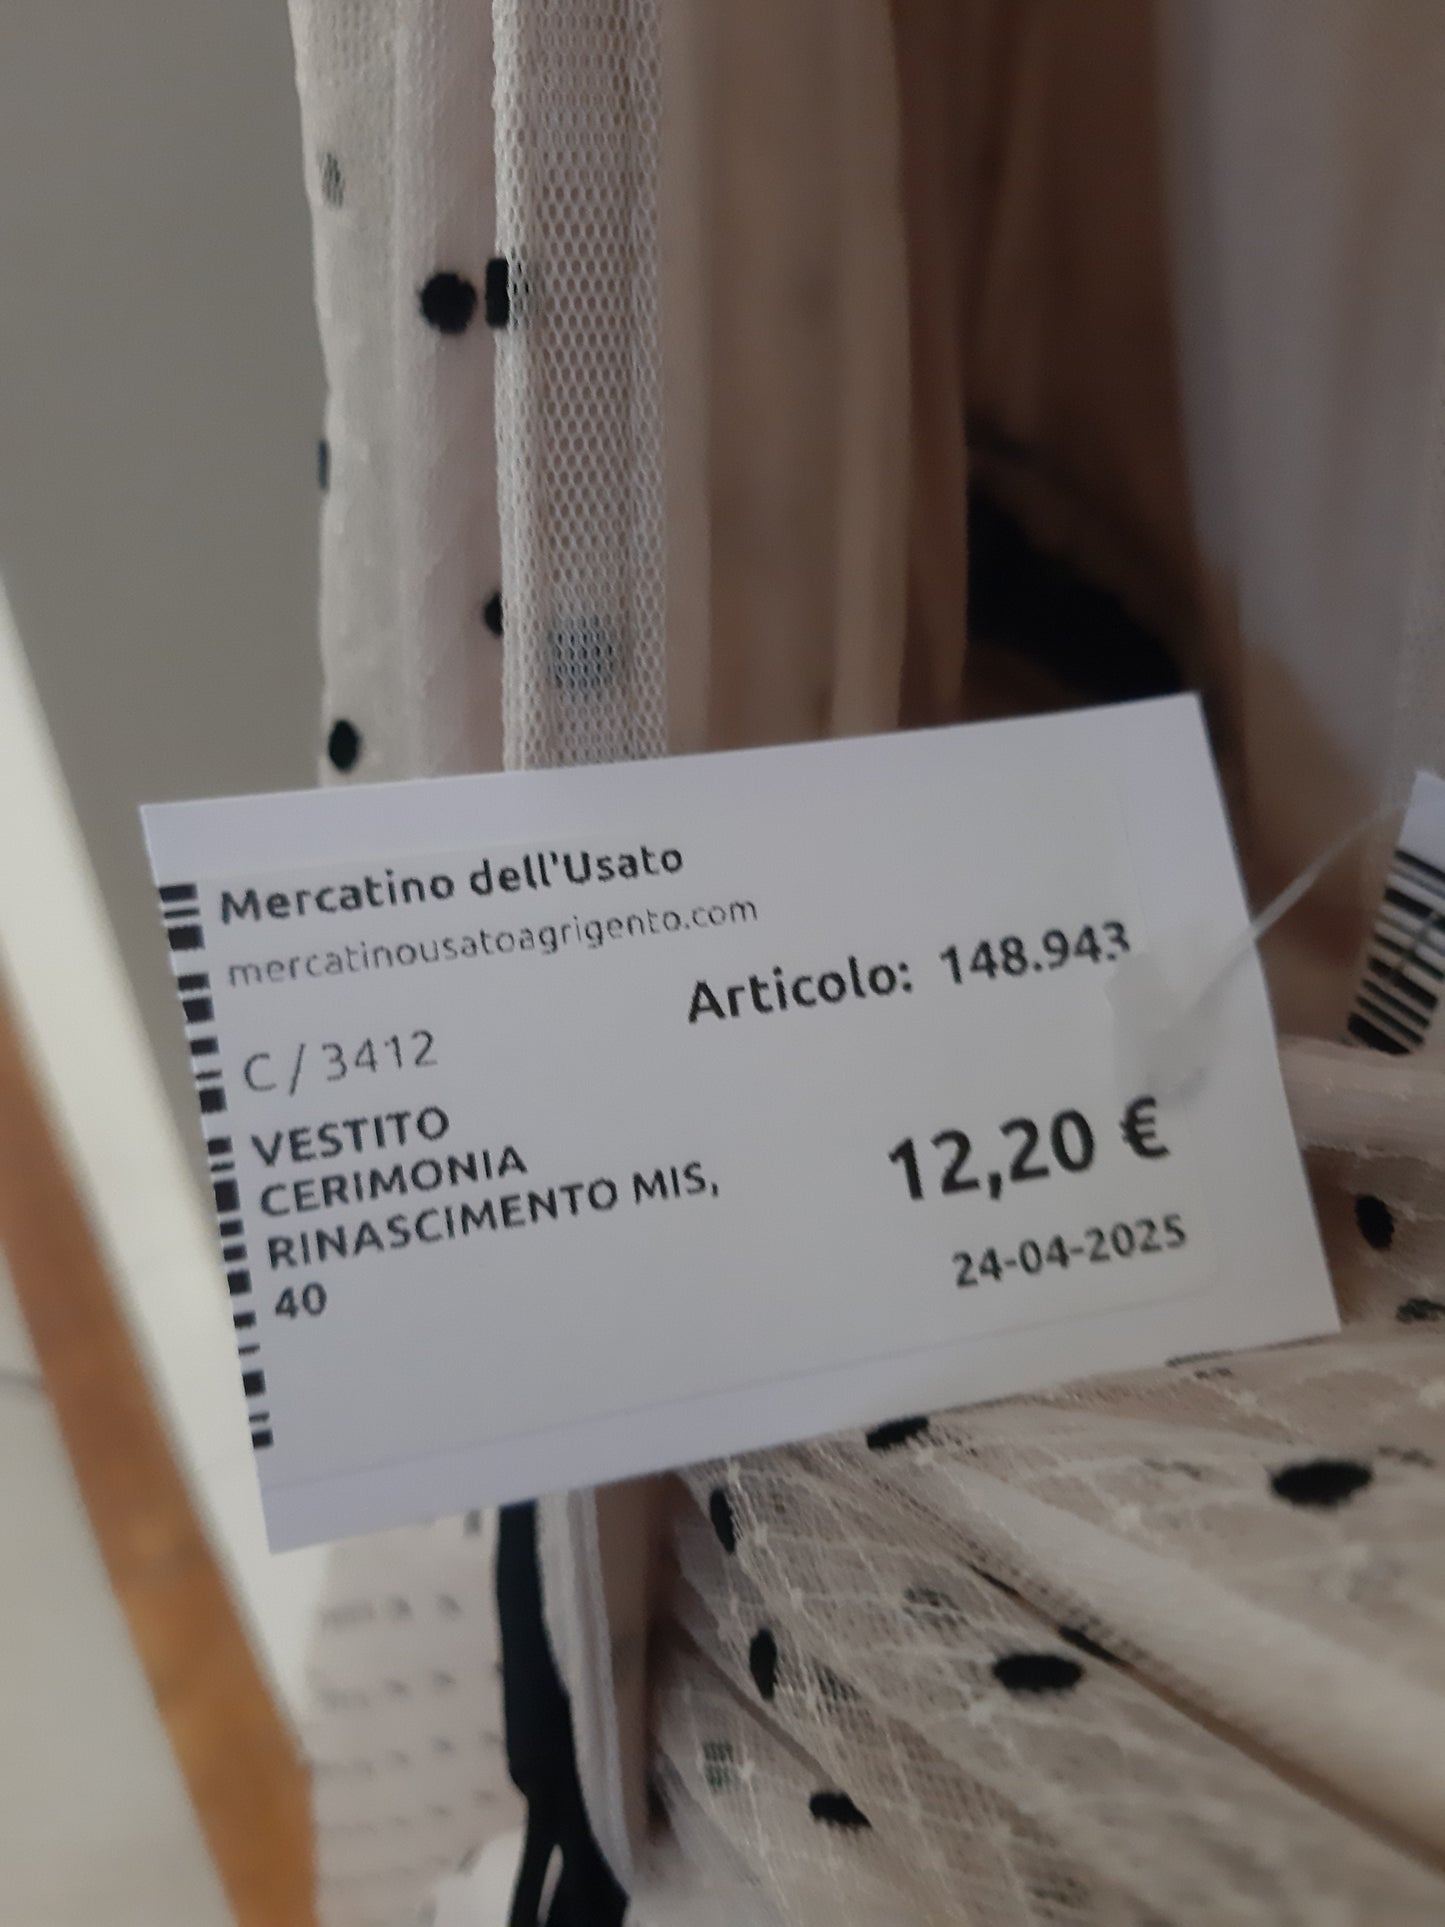 Mercatino dell'Usato
mercatinousatoagrigento.com
Articolo: 148.943
C / 3412
VESTITO
CERIMONIA
RINASCIMENTO MIS,
40
12,20 €
24-04-2025